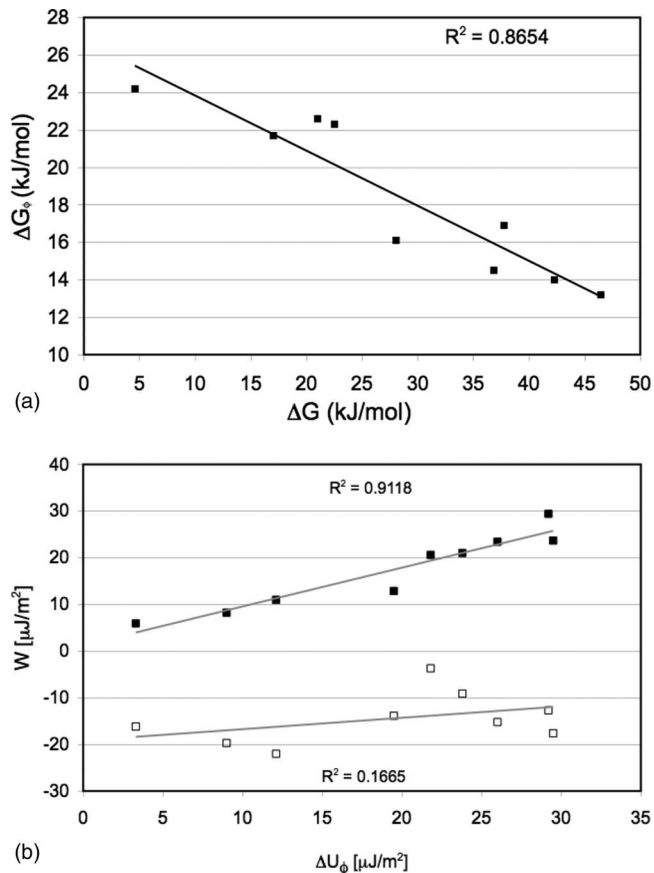 R² = 0.8654
28
26
24
22
20
18
16
14
12
10
ΔGϕ (kJ/mol)
0 5 10 15 20 25 30 35 40 45 50
(a)
ΔG (kJ/mol)
R² = 0.9118
40
30
20
10
0
-10
-20
-30
W [µJ/m²]
R² = 0.1665
0 5 10 15 20 25 30 35
(b)
ΔUϕ [µJ/m²]